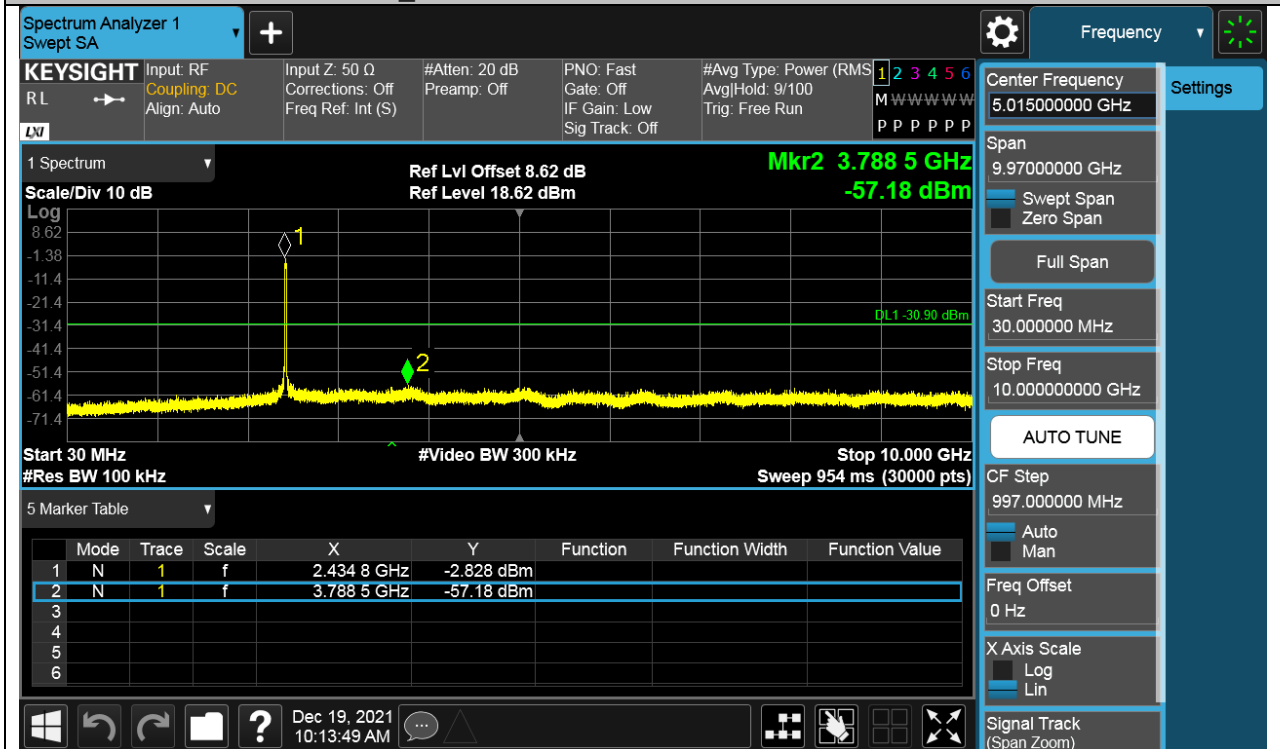 Spectrum Analyzer 1
Swept SA
+
Frequency
KEYSIGHT
RL
LXI
Input: RF
Coupling: DC
Align: Auto
Input Z: 50 Ω
Corrections: Off
Freq Ref: Int (S)
#Atten: 20 dB
Preamp: Off
PNO: Fast
Gate: Off
IF Gain: Low
Sig Track: Off
#Avg Type: Power (RMS
Avg|Hold: 9/100
Trig: Free Run
1 2 3 4 5 6
M W W W W W
P P P P P P
1 Spectrum
Scale/Div 10 dB
Ref Lvl Offset 8.62 dB
Ref Level 18.62 dBm
Mkr2 3.788 5 GHz
-57.18 dBm
Log
8.62
-1.38
-11.4
-21.4
-31.4
-41.4
-51.4
-61.4
-71.4
1
2
DL1 -30.90 dBm
Start 30 MHz
#Video BW 300 kHz
Stop 10.000 GHz
#Res BW 100 kHz
Sweep 954 ms (30000 pts)
5 Marker Table
Mode Trace Scale X Y Function Function Width Function Value
1 N 1 f 2.434 8 GHz -2.828 dBm
2 N 1 f 3.788 5 GHz -57.18 dBm
3
4
5
6
?
Dec 19, 2021
10:13:49 AM
Center Frequency
5.015000000 GHz
Span
9.97000000 GHz
Swept Span
Zero Span
Full Span
Start Freq
30.000000 MHz
Stop Freq
10.000000000 GHz
AUTO TUNE
CF Step
997.000000 MHz
Auto
Man
Freq Offset
0 Hz
X Axis Scale
Log
Lin
Signal Track
(Span Zoom)
Settings